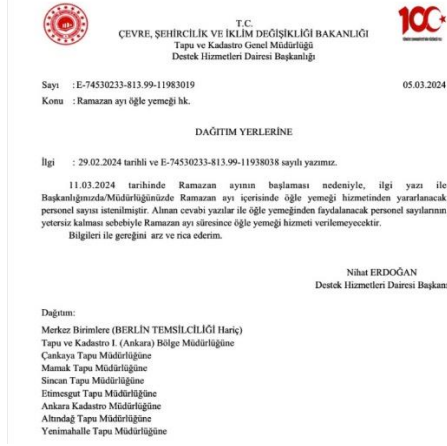 T.C.
ÇEVRE, ŞEHİRCİLİK VE İKLİM DEĞİŞİKLİĞİ BAKANLIĞI
Tapu ve Kadastro Genel Müdürlüğü
Destek Hizmetleri Dairesi Başkanlığı
100
Sayı : E-74530233-813.99-11983019 05.03.2024
Konu : Ramazan ayı öğle yemeği hk.
DAĞITIM YERLERİNE
İlgi : 29.02.2024 tarihli ve E-74530233-813.99-11938038 sayılı yazımız.
11.03.2024 tarihinde Ramazan ayının başlaması nedeniyle, ilgi yazı ile
Başkanlığınızda/Müdürlüğünüzde Ramazan ayı içerisinde öğle yemeği hizmetinden yararlanacak
personel sayısı istenilmiştir. Alınan cevabi yazılar ile öğle yemeğinden faydalanacak personel sayılarının
yetersiz kalması sebebiyle Ramazan ayı süresince öğle yemeği hizmeti verilemeyecektir.
Bilgileri ile gereğini arz ve rica ederim.
Nihat ERDOĞAN
Destek Hizmetleri Dairesi Başkanı
Dağıtım:
Merkez Birimlere (BERLİN TEMSİLCİLİĞİ Hariç)
Tapu ve Kadastro I. (Ankara) Bölge Müdürlüğüne
Çankaya Tapu Müdürlüğüne
Mamak Tapu Müdürlüğüne
Sincan Tapu Müdürlüğüne
Etimesgut Tapu Müdürlüğüne
Ankara Kadastro Müdürlüğüne
Altındağ Tapu Müdürlüğüne
Yenimahalle Tapu Müdürlüğüne